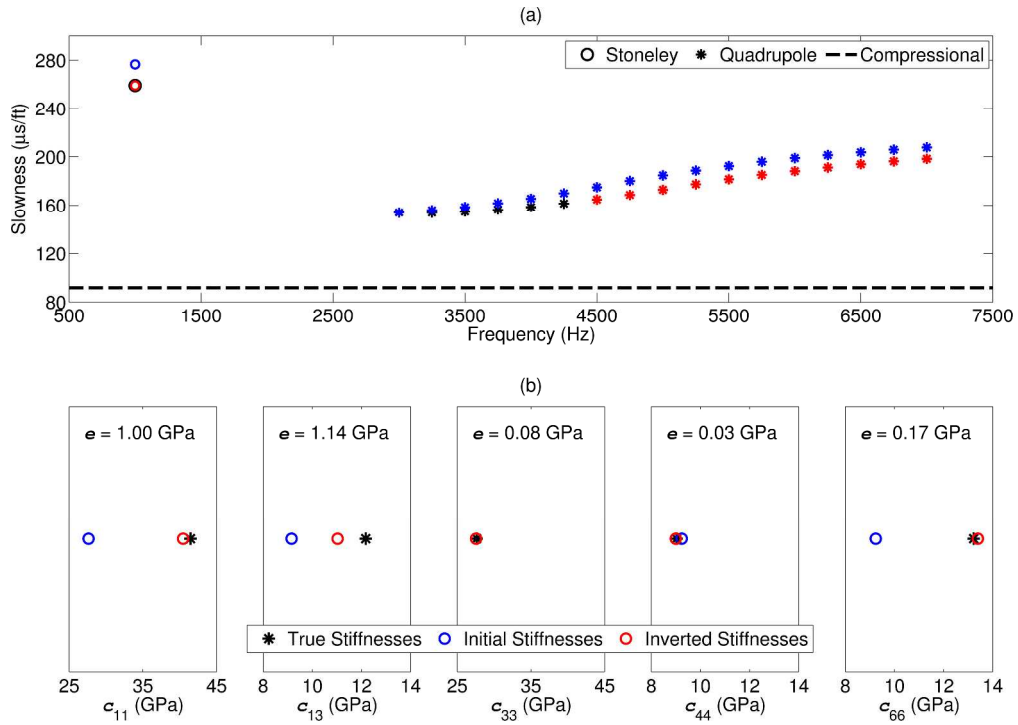 (a)
Stoneley Quadrupole Compressional
280
240
200
160
120
80
Slowness (μs/ft)
500 1500 2500 3500 4500 5500 6500 7500
Frequency (Hz)
(b)
e = 1.00 GPa e = 1.14 GPa e = 0.08 GPa e = 0.03 GPa e = 0.17 GPa
True Stiffnesses Initial Stiffnesses Inverted Stiffnesses
25 35 45 8 10 12 14 25 35 45 8 10 12 14 8 10 12 14
c11 (GPa) c13 (GPa) c33 (GPa) c44 (GPa) c66 (GPa)